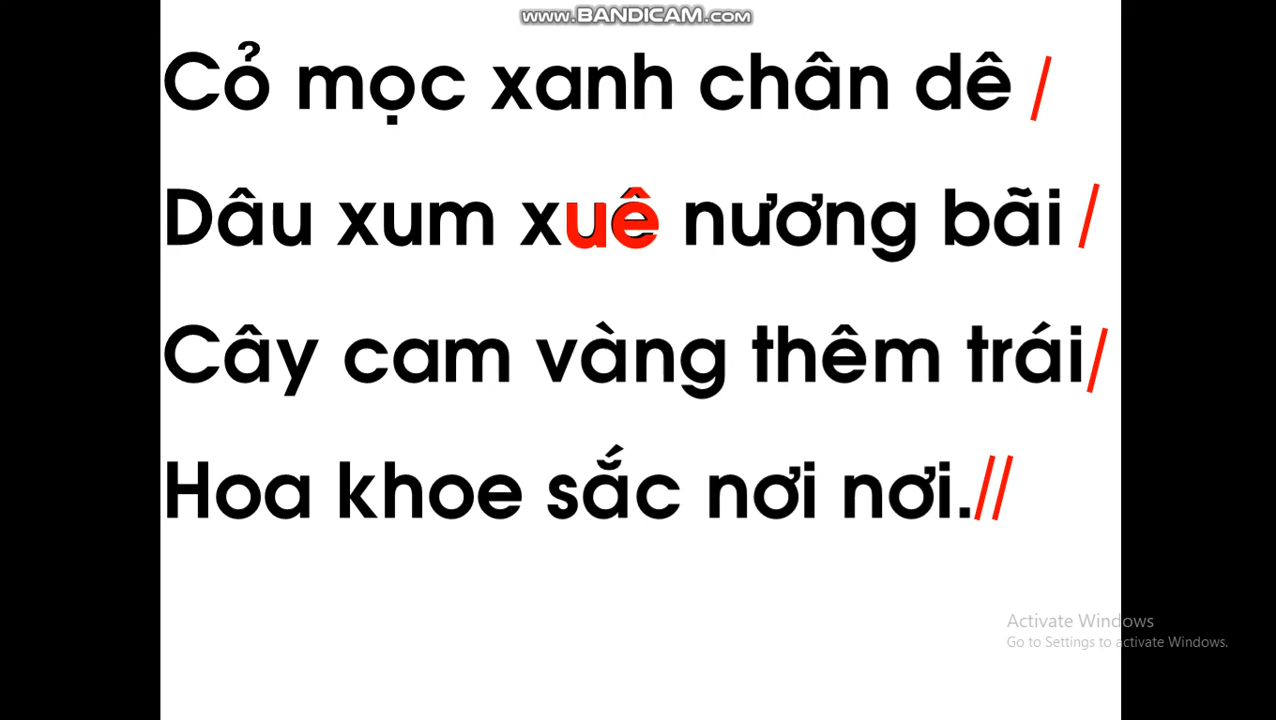 www.BANDICAM.com
Cỏ mọc xanh chân dê /
Dâu xum xuê nương bãi /
Cây cam vàng thêm trái/
Hoa khoe sắc nơi nơi.//
Activate Windows
Go to Settings to activate Windows.